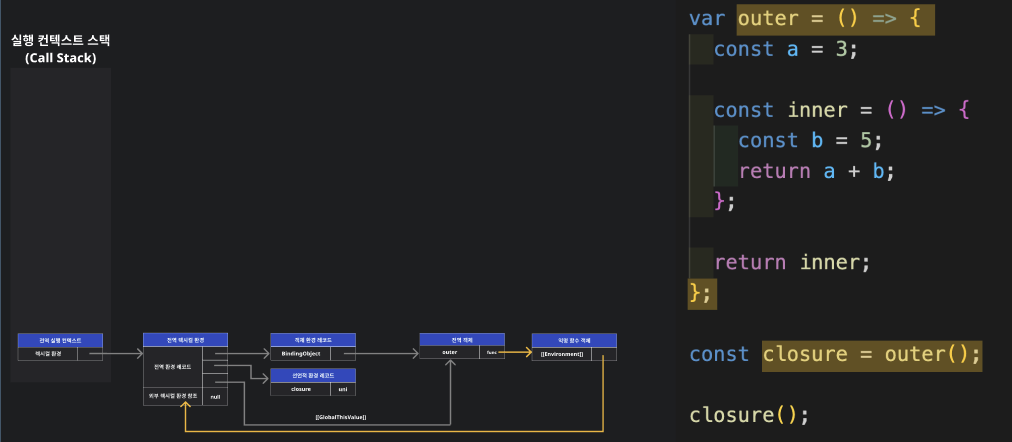 실행 컨텍스트 스택
(Call Stack)
전역 실행 컨텍스트
렉시컬 환경
전역 렉시컬 환경
전역 환경 레코드
외부 렉시컬 환경 참조
null
객체 환경 레코드
BindingObject
선언적 환경 레코드
closure
uni
전역 객체
outer
func
익명 함수 객체
[[Environment]]
[[GlobalThisValue]]
var outer = () => {
const a = 3;
const inner = () => {
const b = 5;
return a + b;
};
return inner;
};
const closure = outer();
closure();